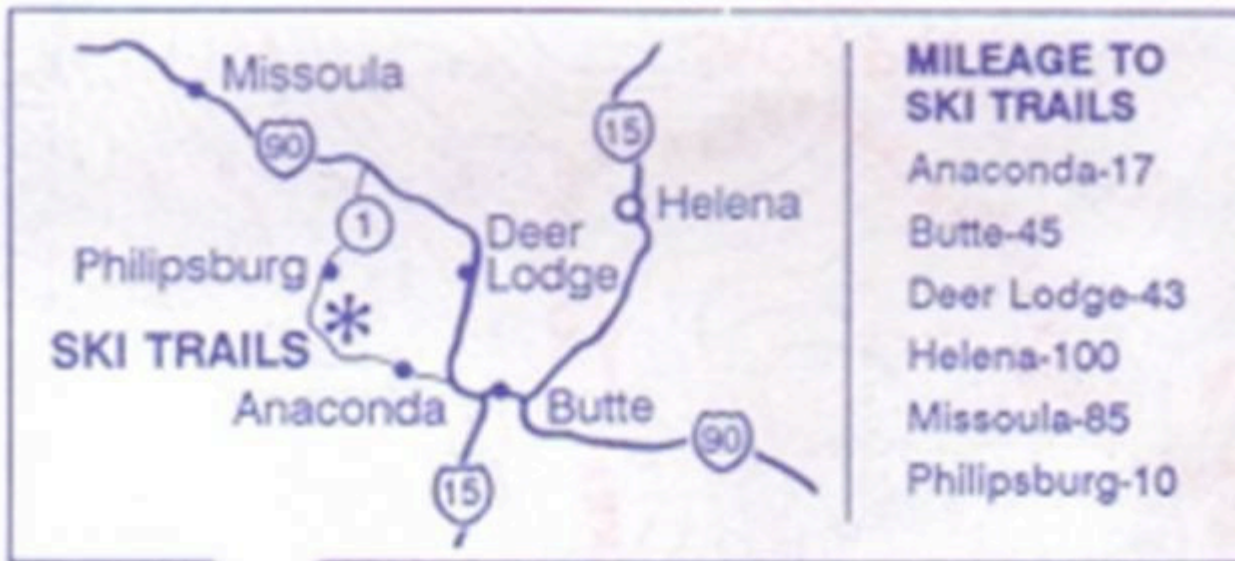 Missoula
90
15
1
Helena
Deer
Lodge
Philipsburg
SKI TRAILS
Anaconda
Butte
90
15
MILEAGE TO
SKI TRAILS
Anaconda-17
Butte-45
Deer Lodge-43
Helena-100
Missoula-85
Philipsburg-10